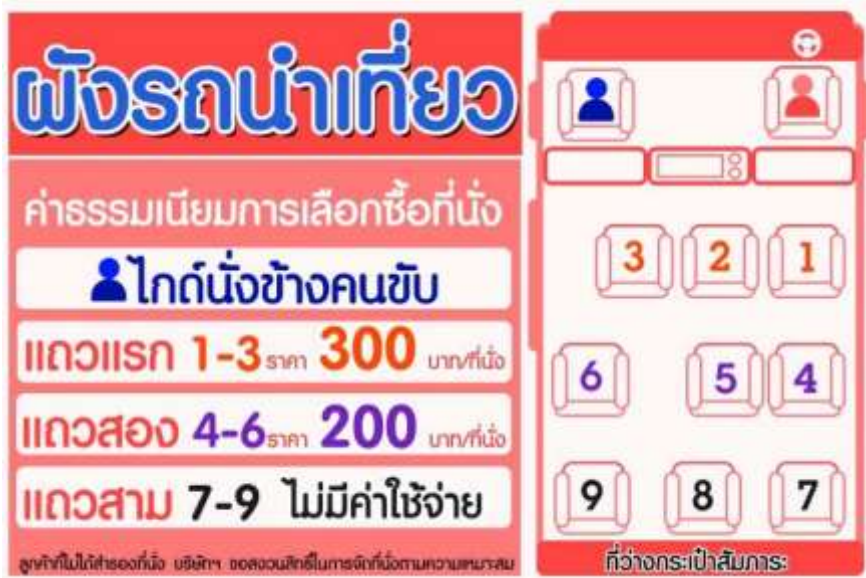 ผังรถนำเที่ยว
ค่าธรรมเนียมการเลือกซื้อที่นั่ง
ไกด์นั่งข้างคนขับ
แถวแรก 1-3 ราคา 300 บาท/ที่นั่ง
แถวสอง 4-6 ราคา 200 บาท/ที่นั่ง
แถวสาม 7-9 ไม่มีค่าใช้จ่าย
ลูกค้าที่ไม่ได้สำรองที่นั่ง บริษัทฯ ขอสงวนสิทธิ์ในการจัดที่นั่งตามความเหมาะสม
3 2 1
6 5 4
9 8 7
ที่ว่างกระเป๋าสัมภาระ